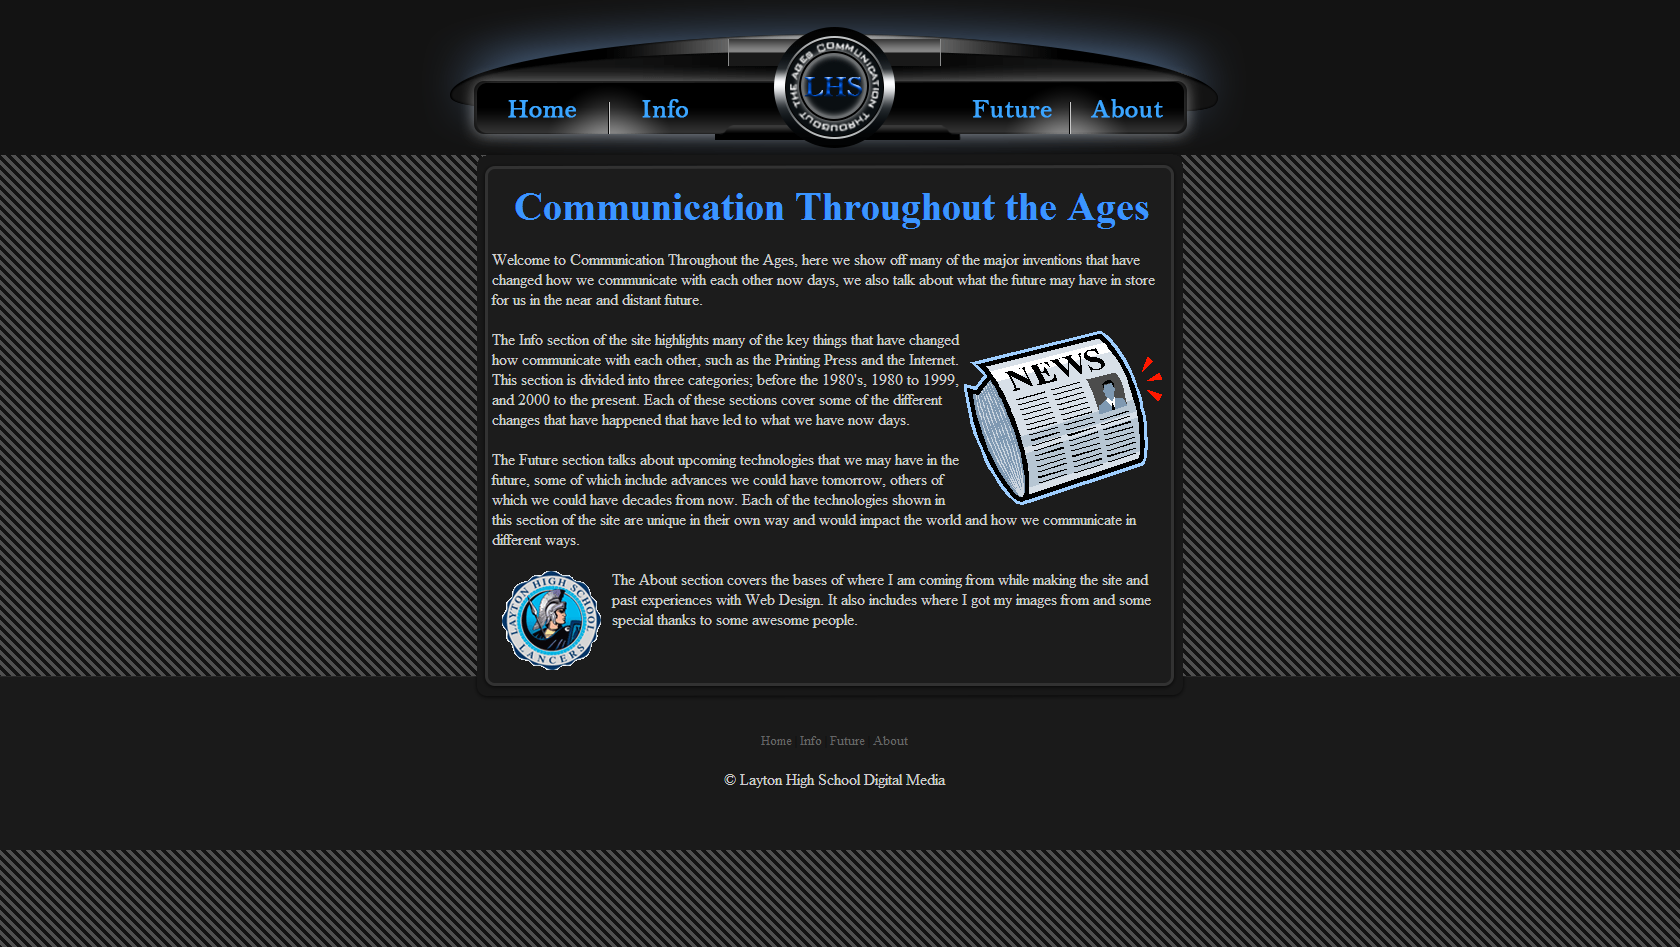 Home Info Future About
THE AGES COMMUNICATION THROUGHOUT
LHS
Communication Throughout the Ages
Welcome to Communication Throughout the Ages, here we show off many of the major inventions that have
changed how we communicate with each other now days, we also talk about what the future may have in store
for us in the near and distant future.
The Info section of the site highlights many of the key things that have changed
how communicate with each other, such as the Printing Press and the Internet.
This section is divided into three categories; before the 1980's, 1980 to 1999,
and 2000 to the present. Each of these sections cover some of the different
changes that have happened that have led to what we have now days.
NEWS
The Future section talks about upcoming technologies that we may have in the
future, some of which include advances we could have tomorrow, others of
which we could have decades from now. Each of the technologies shown in
this section of the site are unique in their own way and would impact the world and how we communicate in
different ways.
LAYTON HIGH SCHOOL
LANCERS
The About section covers the bases of where I am coming from while making the site and
past experiences with Web Design. It also includes where I got my images from and some
special thanks to some awesome people.
Home Info Future About
© Layton High School Digital Media